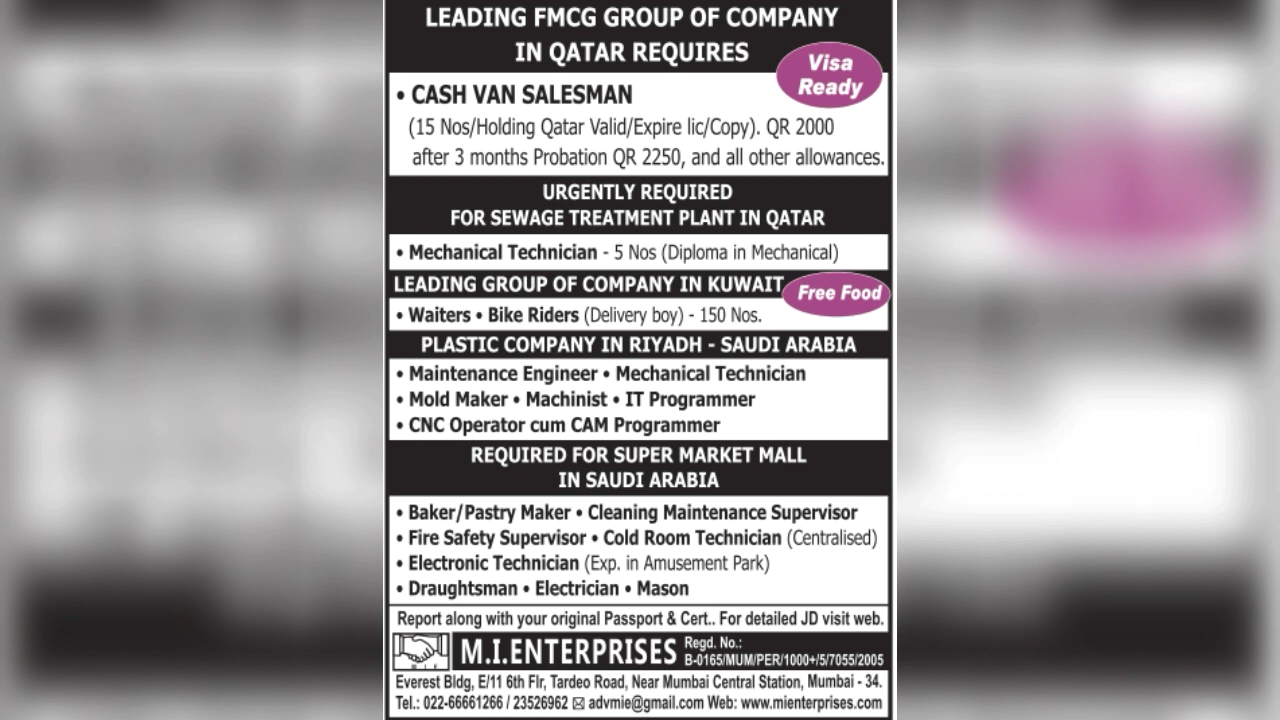 LEADING FMCG GROUP OF COMPANY
IN QATAR REQUIRES
Visa
Ready
• CASH VAN SALESMAN
(15 Nos/Holding Qatar Valid/Expire lic/Copy). QR 2000
after 3 months Probation QR 2250, and all other allowances.
URGENTLY REQUIRED
FOR SEWAGE TREATMENT PLANT IN QATAR
• Mechanical Technician - 5 Nos (Diploma in Mechanical)
LEADING GROUP OF COMPANY IN KUWAIT
Free Food
• Waiters • Bike Riders (Delivery boy) - 150 Nos.
PLASTIC COMPANY IN RIYADH - SAUDI ARABIA
• Maintenance Engineer • Mechanical Technician
• Mold Maker • Machinist • IT Programmer
• CNC Operator cum CAM Programmer
REQUIRED FOR SUPER MARKET MALL
IN SAUDI ARABIA
• Baker/Pastry Maker • Cleaning Maintenance Supervisor
• Fire Safety Supervisor • Cold Room Technician (Centralised)
• Electronic Technician (Exp. in Amusement Park)
• Draughtsman • Electrician • Mason
Report along with your original Passport & Cert.. For detailed JD visit web.
M.I.E
M.I.ENTERPRISES
Regd. No.:
B-0165/MUM/PER/1000+/5/7055/2005
Everest Bldg, E/11 6th Flr, Tardeo Road, Near Mumbai Central Station, Mumbai - 34.
Tel.: 022-66661266 / 23526962 ✉ advmie@gmail.com Web: www.mienterprises.com